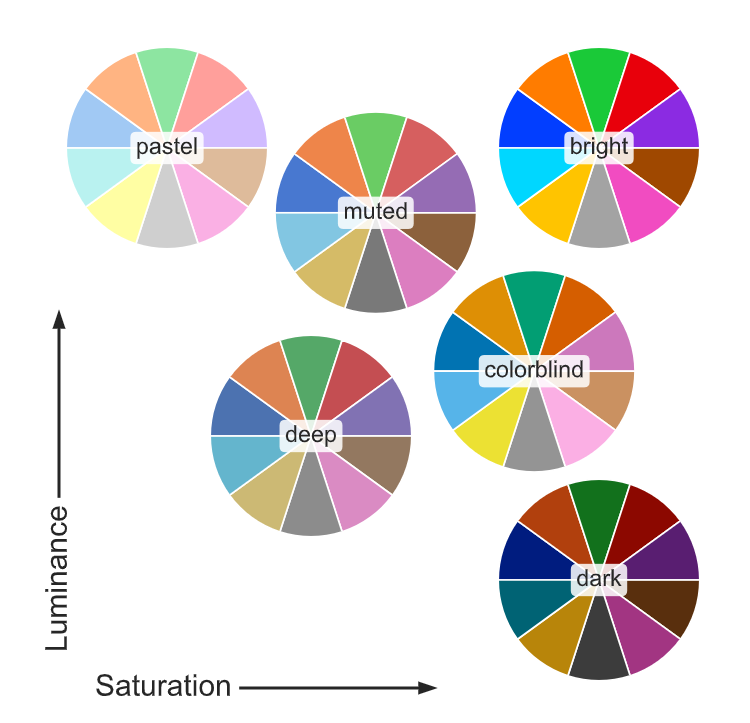 pastel
bright
muted
colorblind
deep
dark
Luminance
Saturation